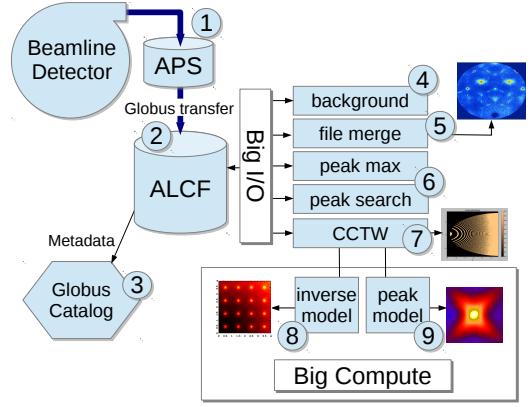 1
Beamline
Detector
APS
Globus transfer
2
ALCF
Metadata
Globus
Catalog
3
Big I/O
4
background
5
file merge
peak max
6
peak search
CCTW
7
inverse
model
8
peak
model
9
Big Compute